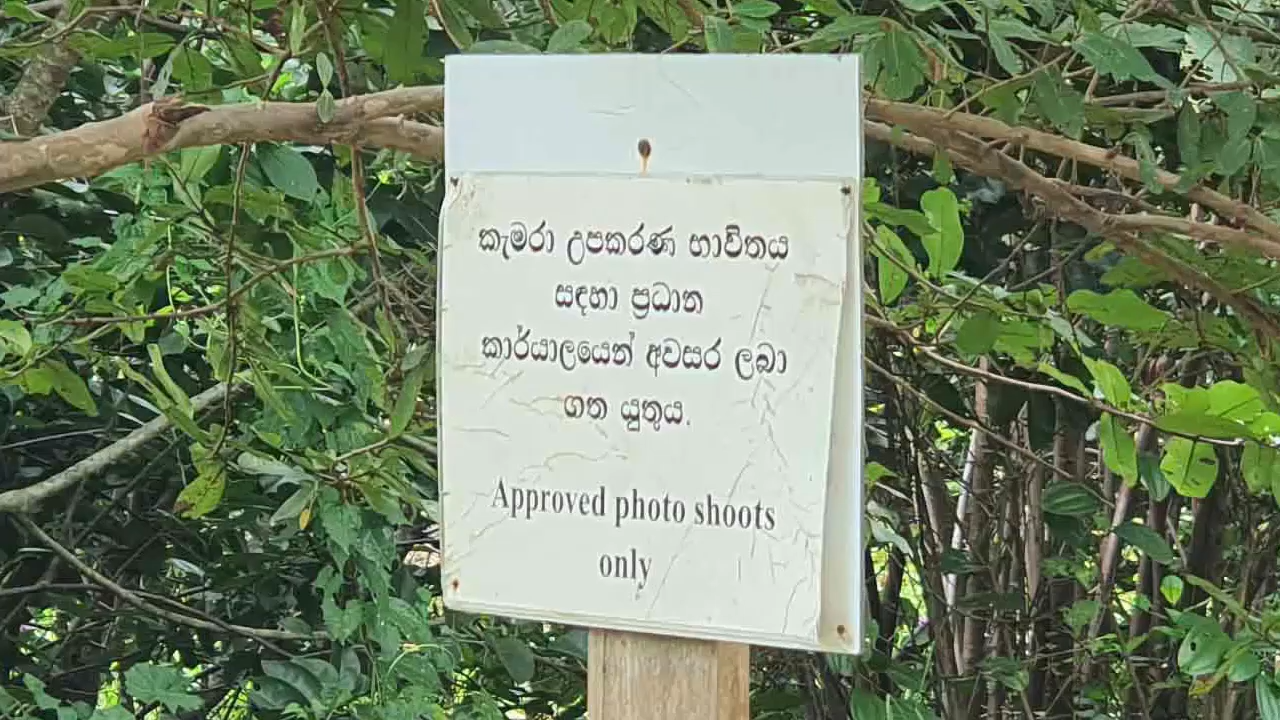 කැමරා උපකරණ භාවිතය
සඳහා ප්‍රධාන
කාර්යාලයෙන් අවසර ලබා
ගත යුතුය.
Approved photo shoots
only